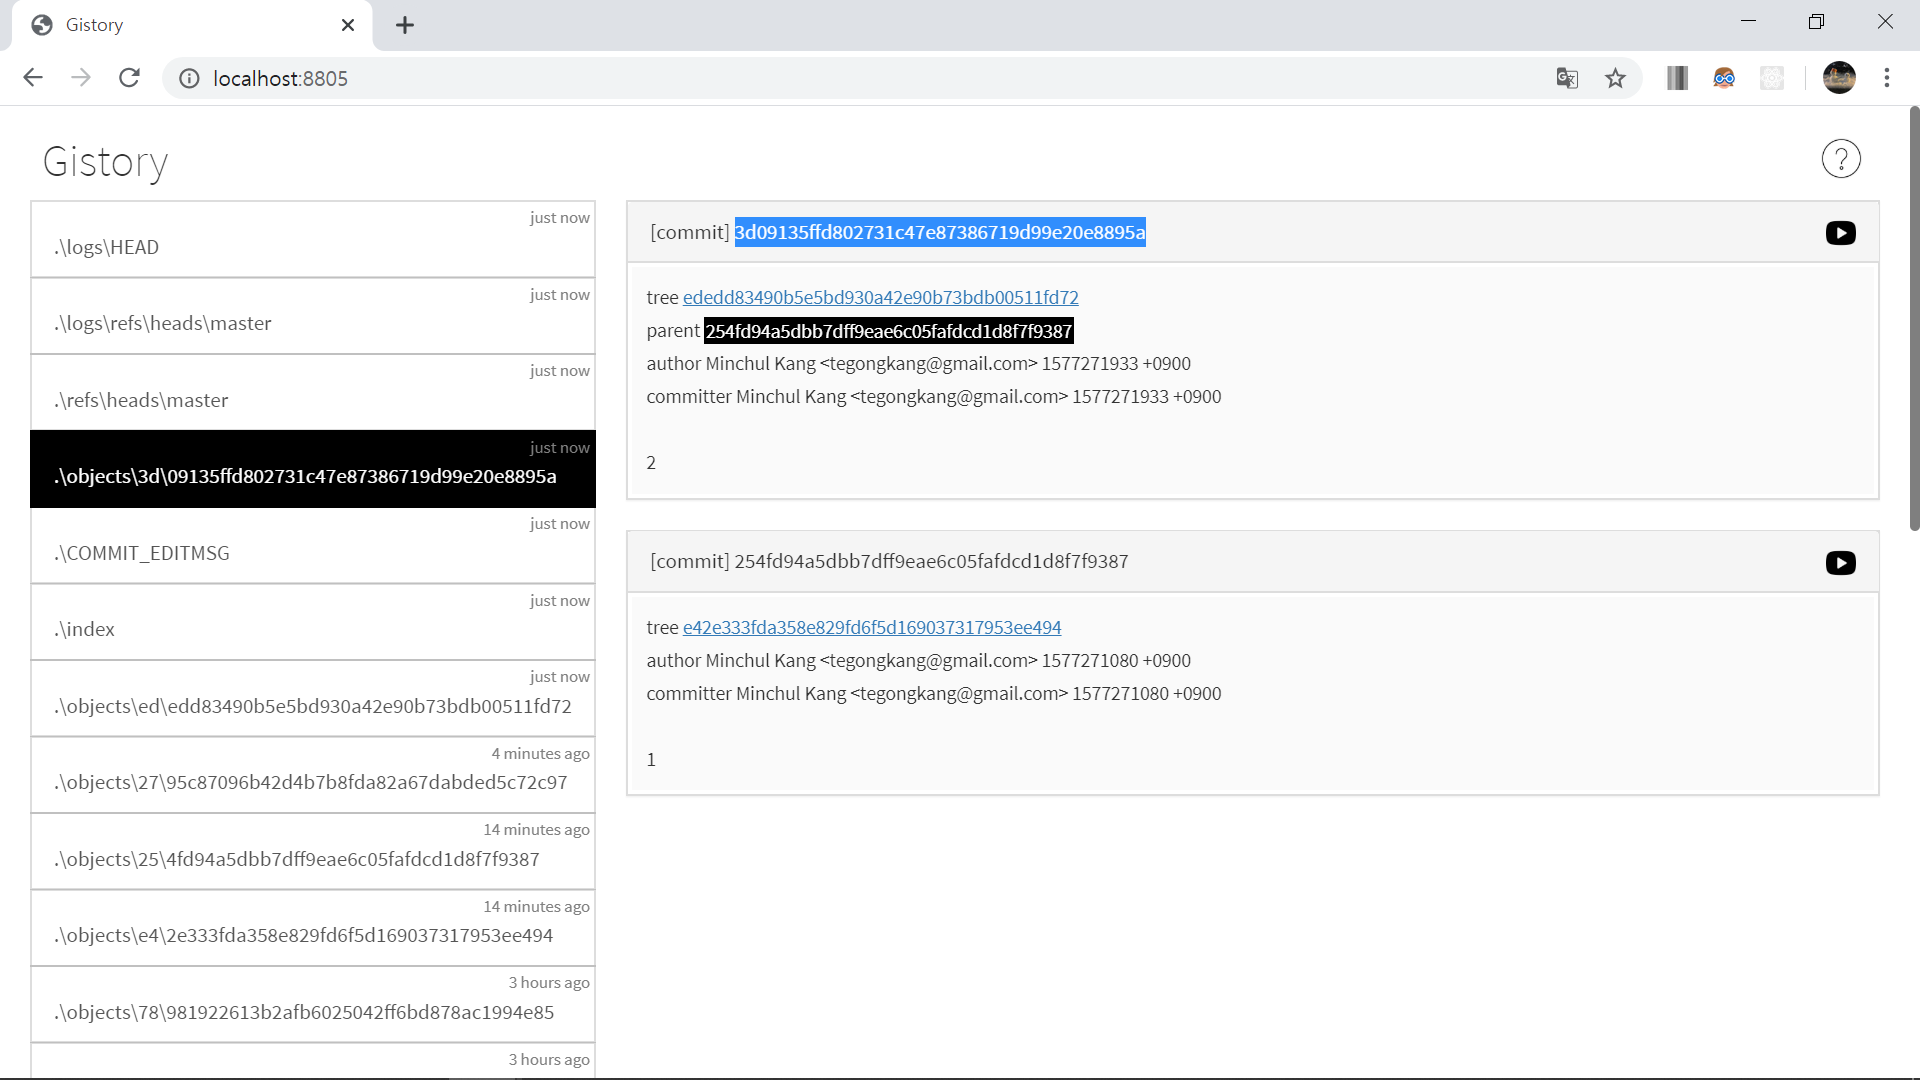 Gistory
localhost:8805
Gistory
?
just now
.\logs\HEAD
just now
.\logs\refs\heads\master
just now
.\refs\heads\master
just now
.\objects\3d\09135ffd802731c47e87386719d99e20e8895a
just now
.\COMMIT_EDITMSG
just now
.\index
just now
.\objects\ed\edd83490b5e5bd930a42e90b73bdb00511fd72
4 minutes ago
.\objects\27\95c87096b42d4b7b8fda82a67dabded5c72c97
14 minutes ago
.\objects\25\4fd94a5dbb7dff9eae6c05fafdcd1d8f7f9387
14 minutes ago
.\objects\e4\2e333fda358e829fd6f5d169037317953ee494
3 hours ago
.\objects\78\981922613b2afb6025042ff6bd878ac1994e85
3 hours ago
[commit] 3d09135ffd802731c47e87386719d99e20e8895a
tree ededd83490b5e5bd930a42e90b73bdb00511fd72
parent 254fd94a5dbb7dff9eae6c05fafdcd1d8f7f9387
author Minchul Kang <tegongkang@gmail.com> 1577271933 +0900
committer Minchul Kang <tegongkang@gmail.com> 1577271933 +0900
2
[commit] 254fd94a5dbb7dff9eae6c05fafdcd1d8f7f9387
tree e42e333fda358e829fd6f5d169037317953ee494
author Minchul Kang <tegongkang@gmail.com> 1577271080 +0900
committer Minchul Kang <tegongkang@gmail.com> 1577271080 +0900
1